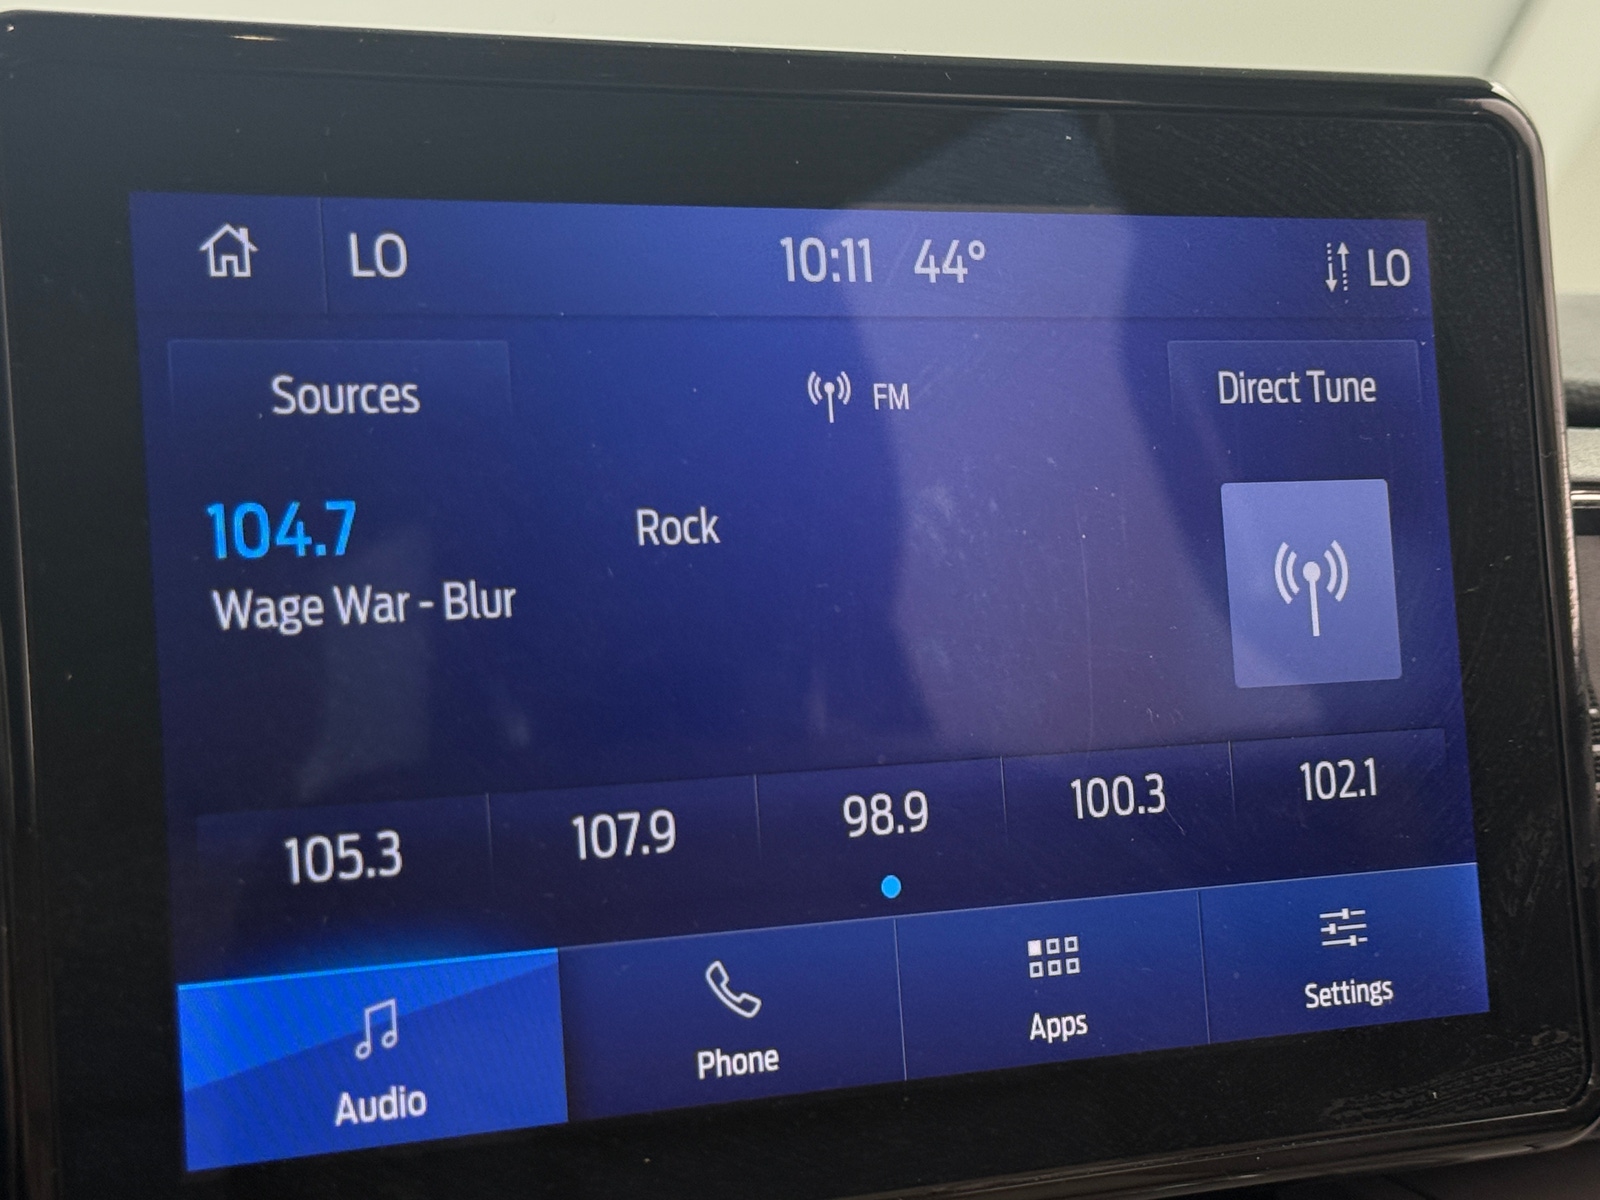 LO 10:11 44° LO
Sources FM Direct Tune
104.7 Rock
Wage War - Blur
105.3 107.9 98.9 100.3 102.1
Audio Phone Apps Settings